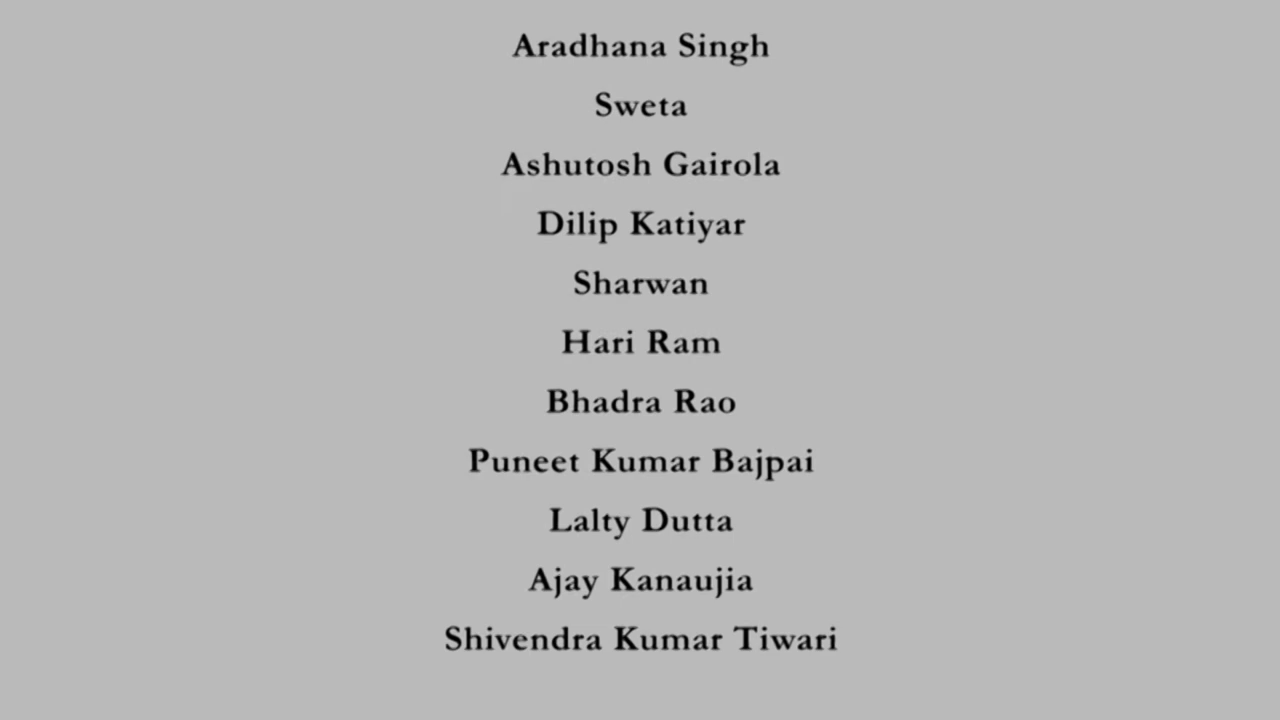 Aradhana Singh
Sweta
Ashutosh Gairola
Dilip Katiyar
Sharwan
Hari Ram
Bhadra Rao
Puneet Kumar Bajpai
Lalty Dutta
Ajay Kanaujia
Shivendra Kumar Tiwari